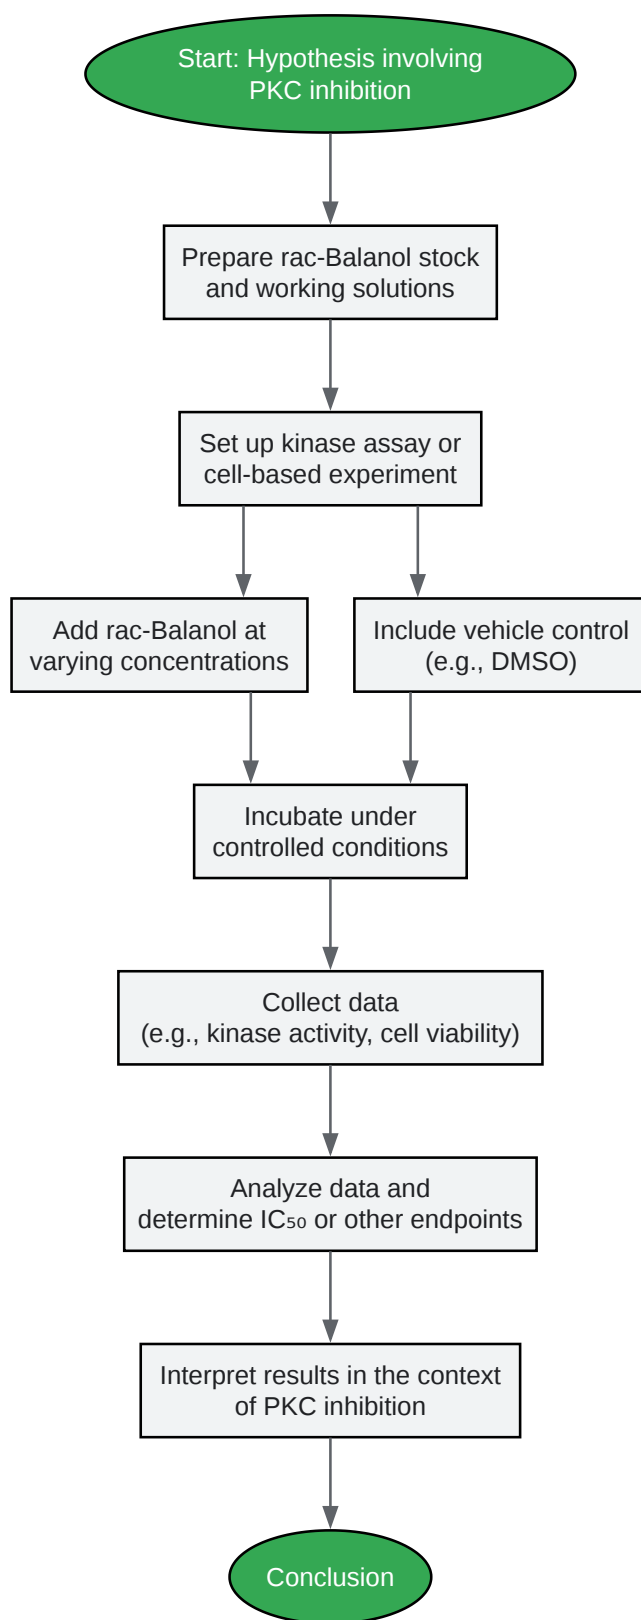 Start: Hypothesis involving
PKC inhibition
Prepare rac-Balanol stock
and working solutions
Set up kinase assay or
cell-based experiment
Add rac-Balanol at
varying concentrations
Include vehicle control
(e.g., DMSO)
Incubate under
controlled conditions
Collect data
(e.g., kinase activity, cell viability)
Analyze data and
determine IC₅₀ or other endpoints
Interpret results in the context
of PKC inhibition
Conclusion